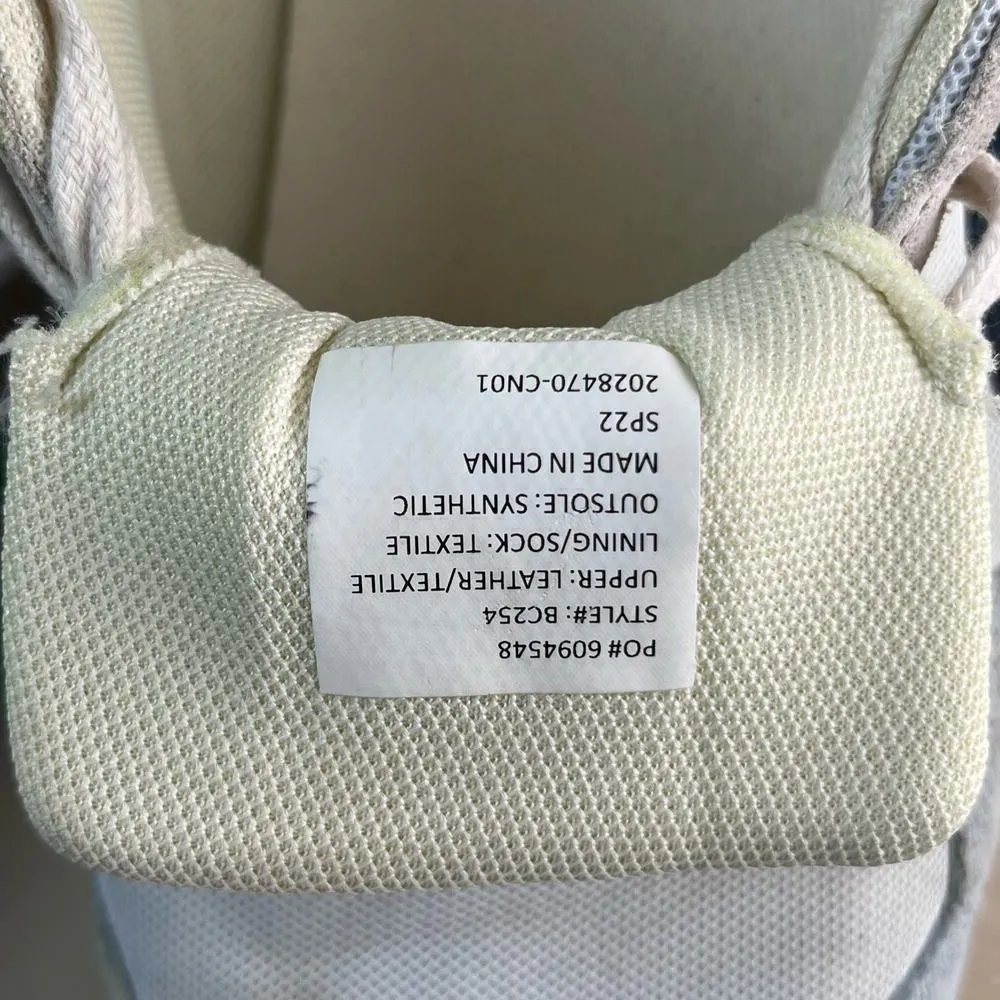 PO# 6094548
STYLE#: BC254
UPPER: LEATHER/TEXTILE
LINING/SOCK: TEXTILE
OUTSOLE: SYNTHETIC
MADE IN CHINA
SP22
2028470-CN01